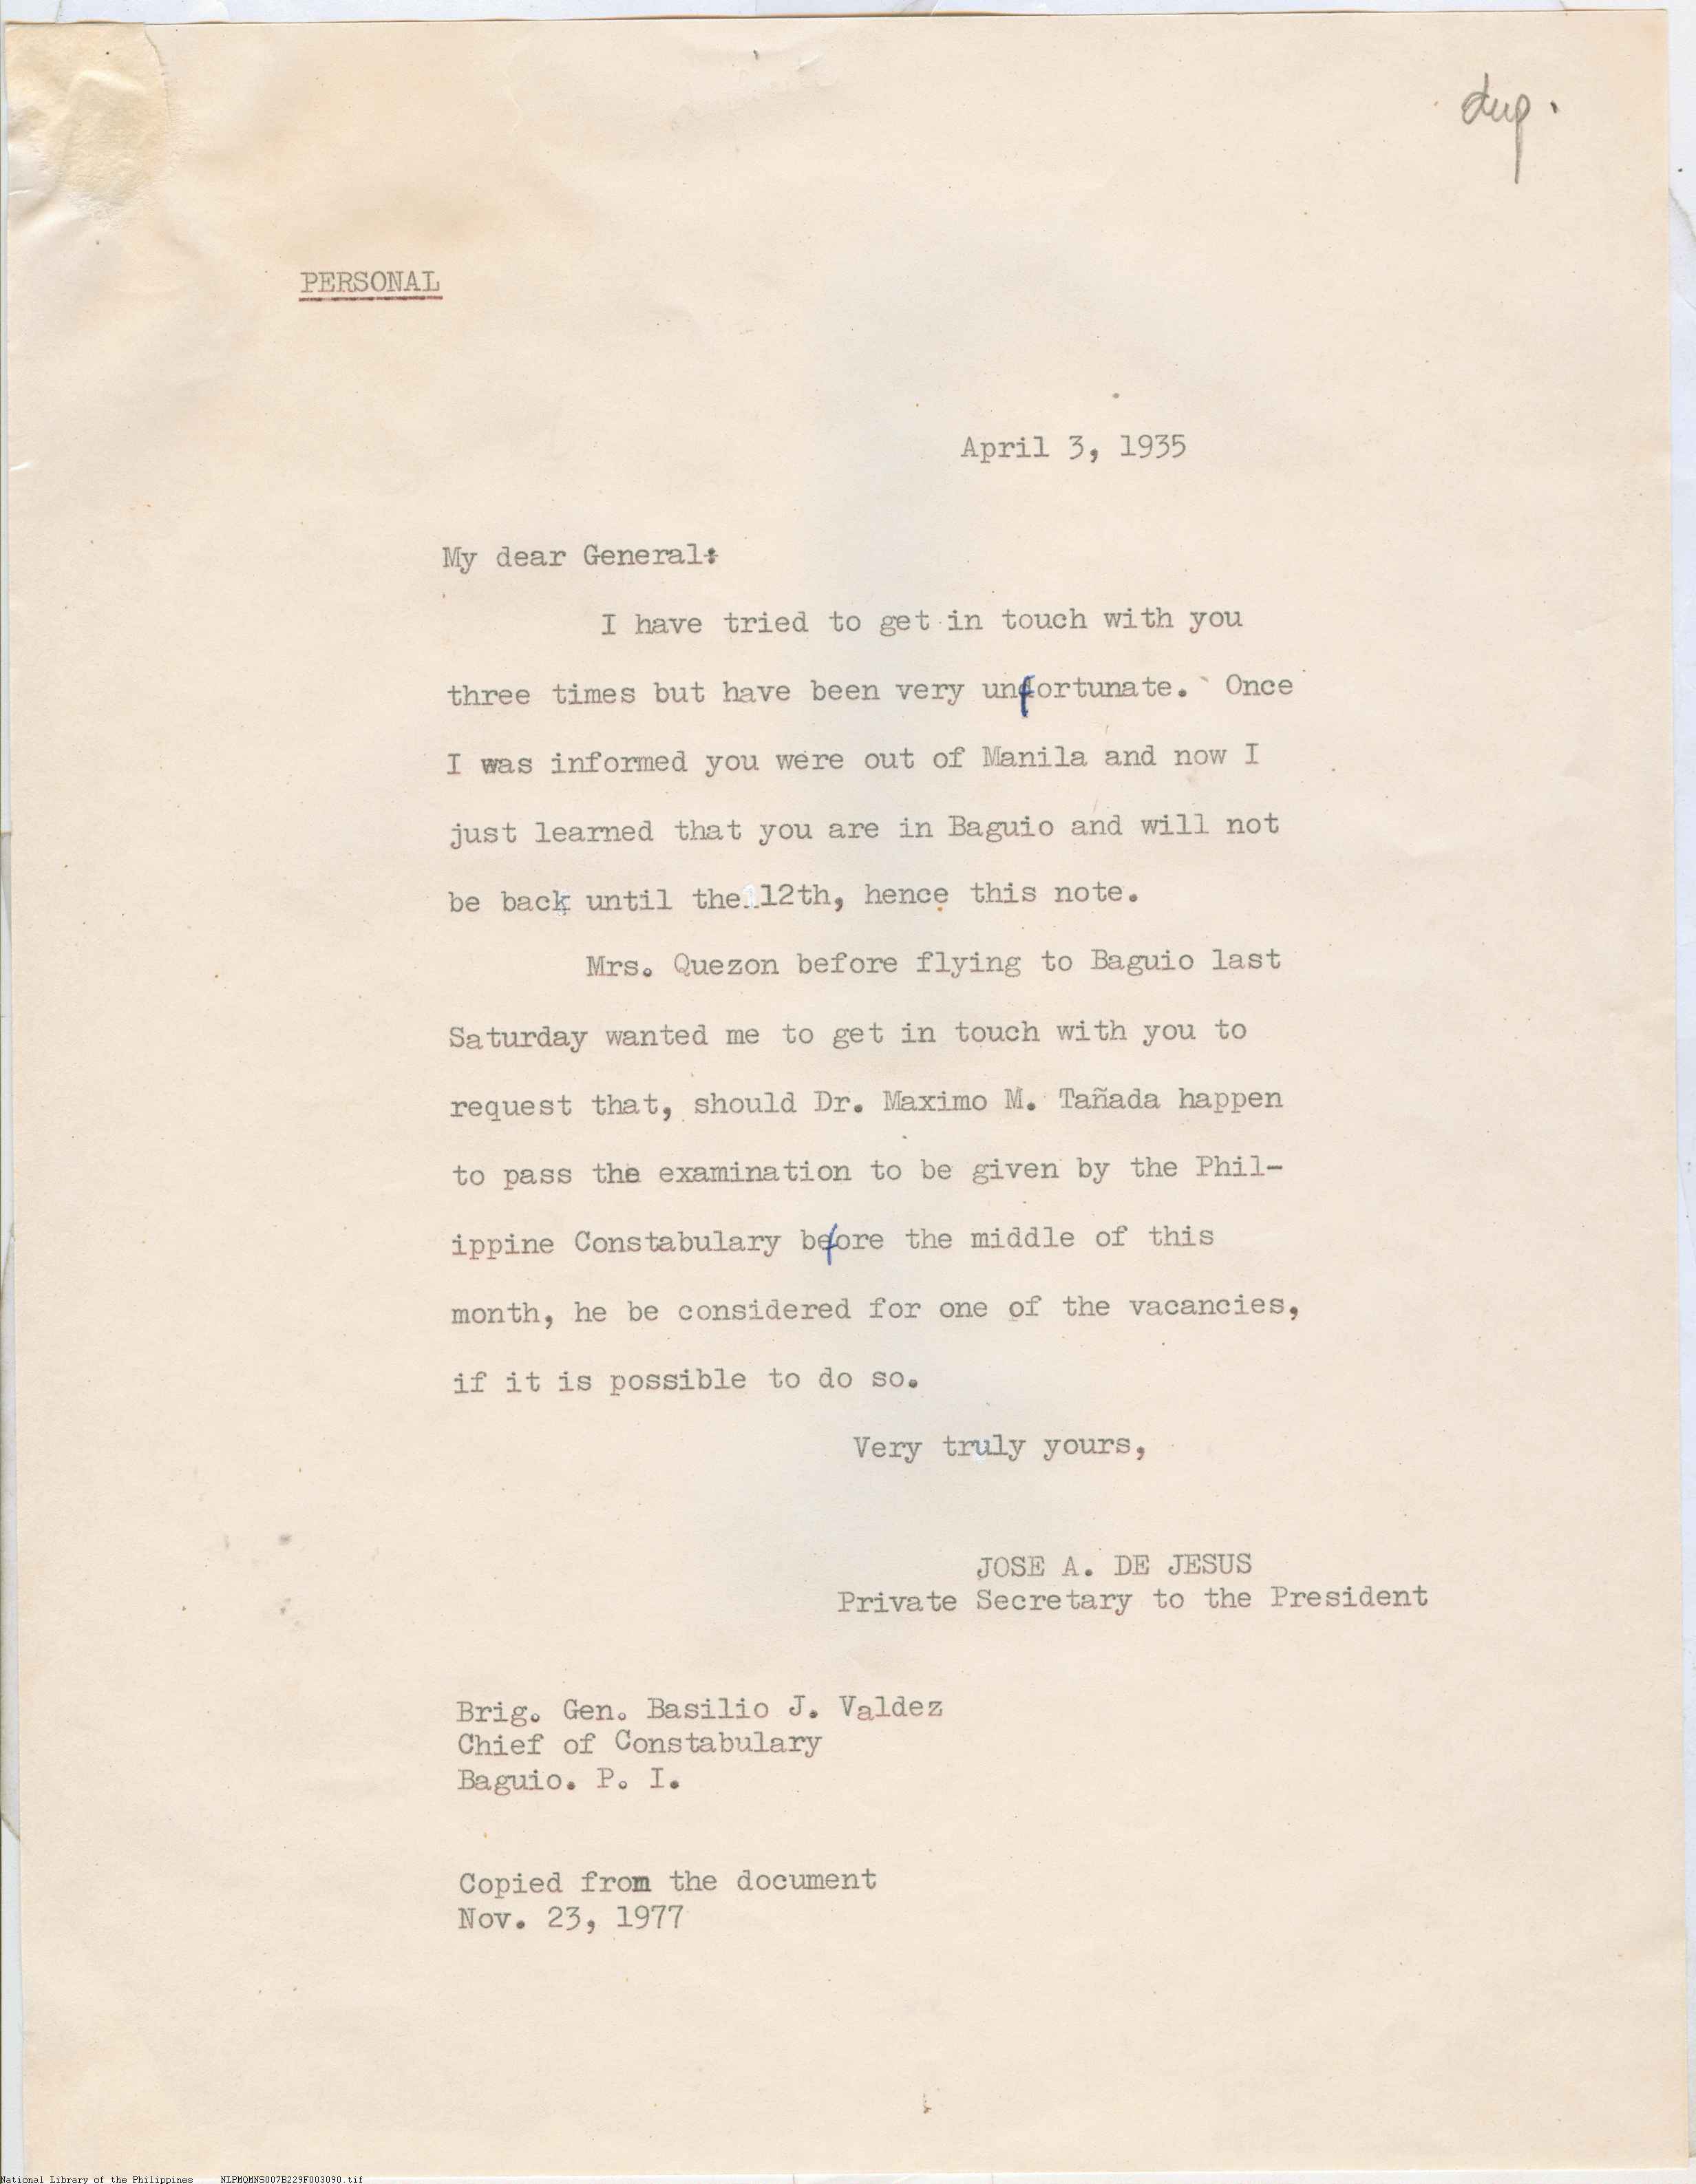 dup.
PERSONAL
April 3, 1935
My dear General:
I have tried to get in touch with you
three times but have been very unfortunate. Once
I was informed you were out of Manila and now I
just learned that you are in Baguio and will not
be back until the 12th, hence this note.
Mrs. Quezon before flying to Baguio last
Saturday wanted me to get in touch with you to
request that, should Dr. Maximo M. Tañada happen
to pass the examination to be given by the Phil-
ippine Constabulary before the middle of this
month, he be considered for one of the vacancies,
if it is possible to do so.
Very truly yours,
JOSE A. DE JESUS
Private Secretary to the President
Brig. Gen. Basilio J. Valdez
Chief of Constabulary
Baguio. P. I.
Copied from the document
Nov. 23, 1977
National Library of the Philippines NLPMQMNS007B229F003090.tif